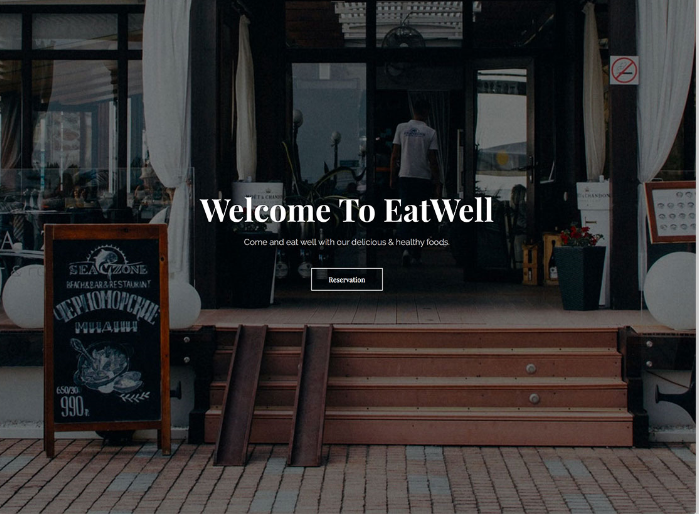 Welcome To EatWell
Come and eat well with our delicious & healthy foods.
Reservation
SEA ZONE
BEACH & BAR & RESTAURANT
ЧЕРНОМОРСКИЕ
МИДИИ
650/30
990